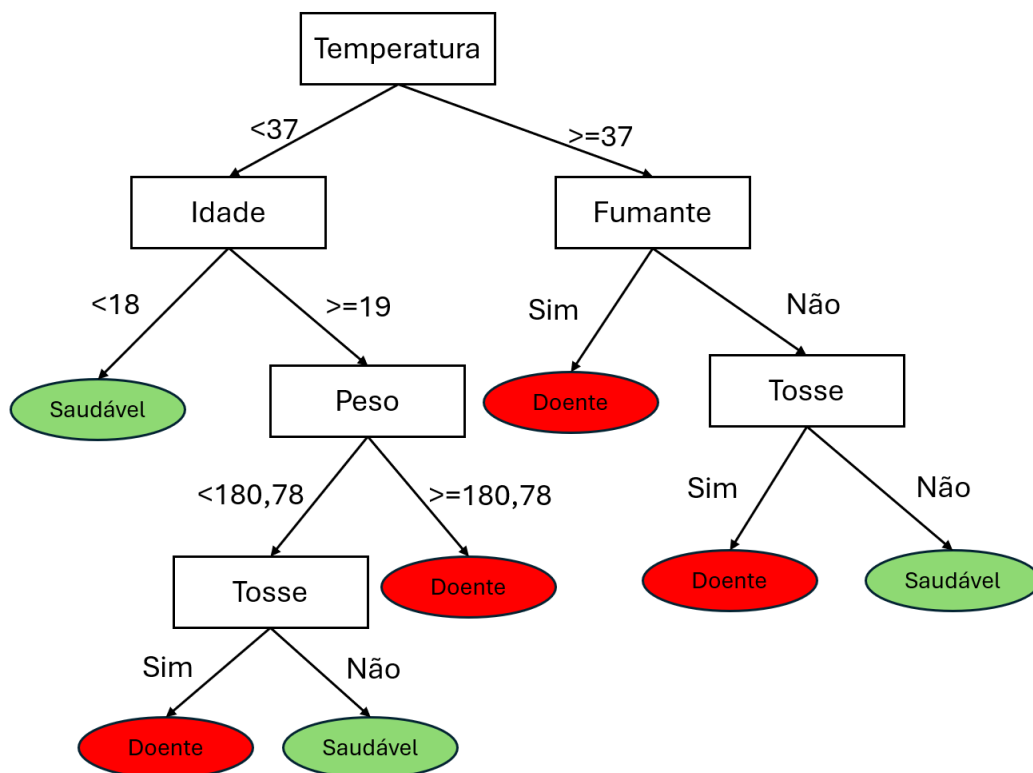 Temperatura
<37
>=37
Idade
Fumante
<18
>=19
Sim
Não
Saudável
Peso
Doente
Tosse
<180,78
>=180,78
Sim
Não
Tosse
Doente
Doente
Saudável
Sim
Não
Doente
Saudável